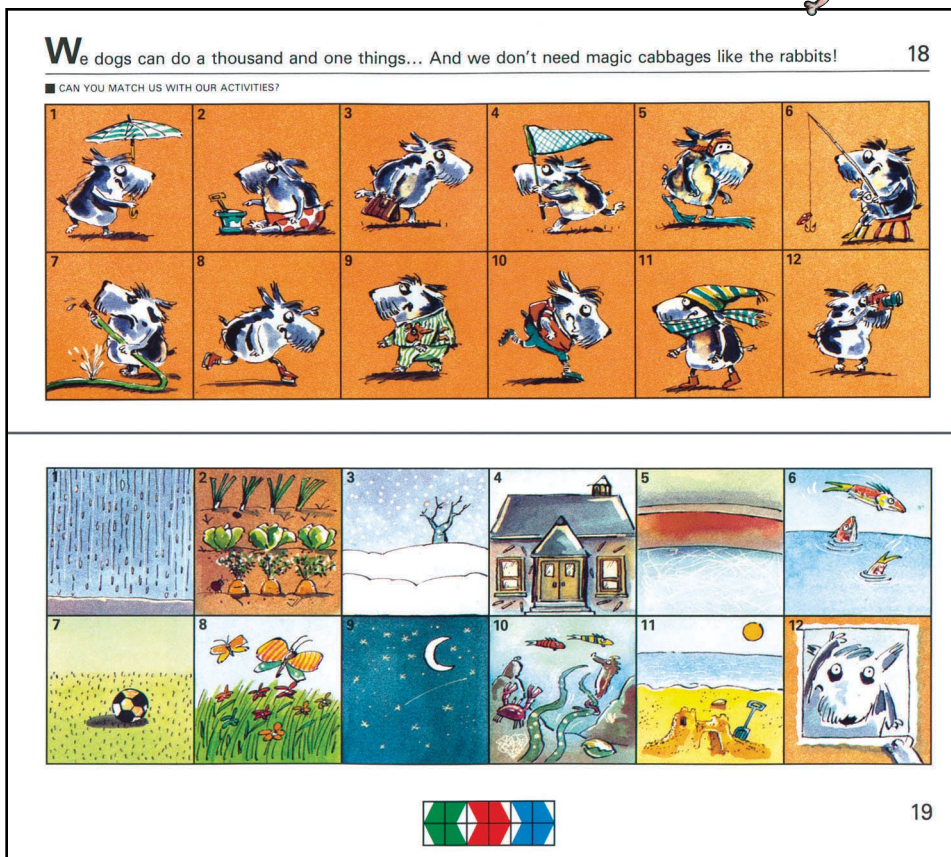 We dogs can do a thousand and one things... And we don't need magic cabbages like the rabbits! 18
CAN YOU MATCH US WITH OUR ACTIVITIES?
1 2 3 4 5 6
7 8 9 10 11 12
1 2 3 4 5 6
7 8 9 10 11 12
19